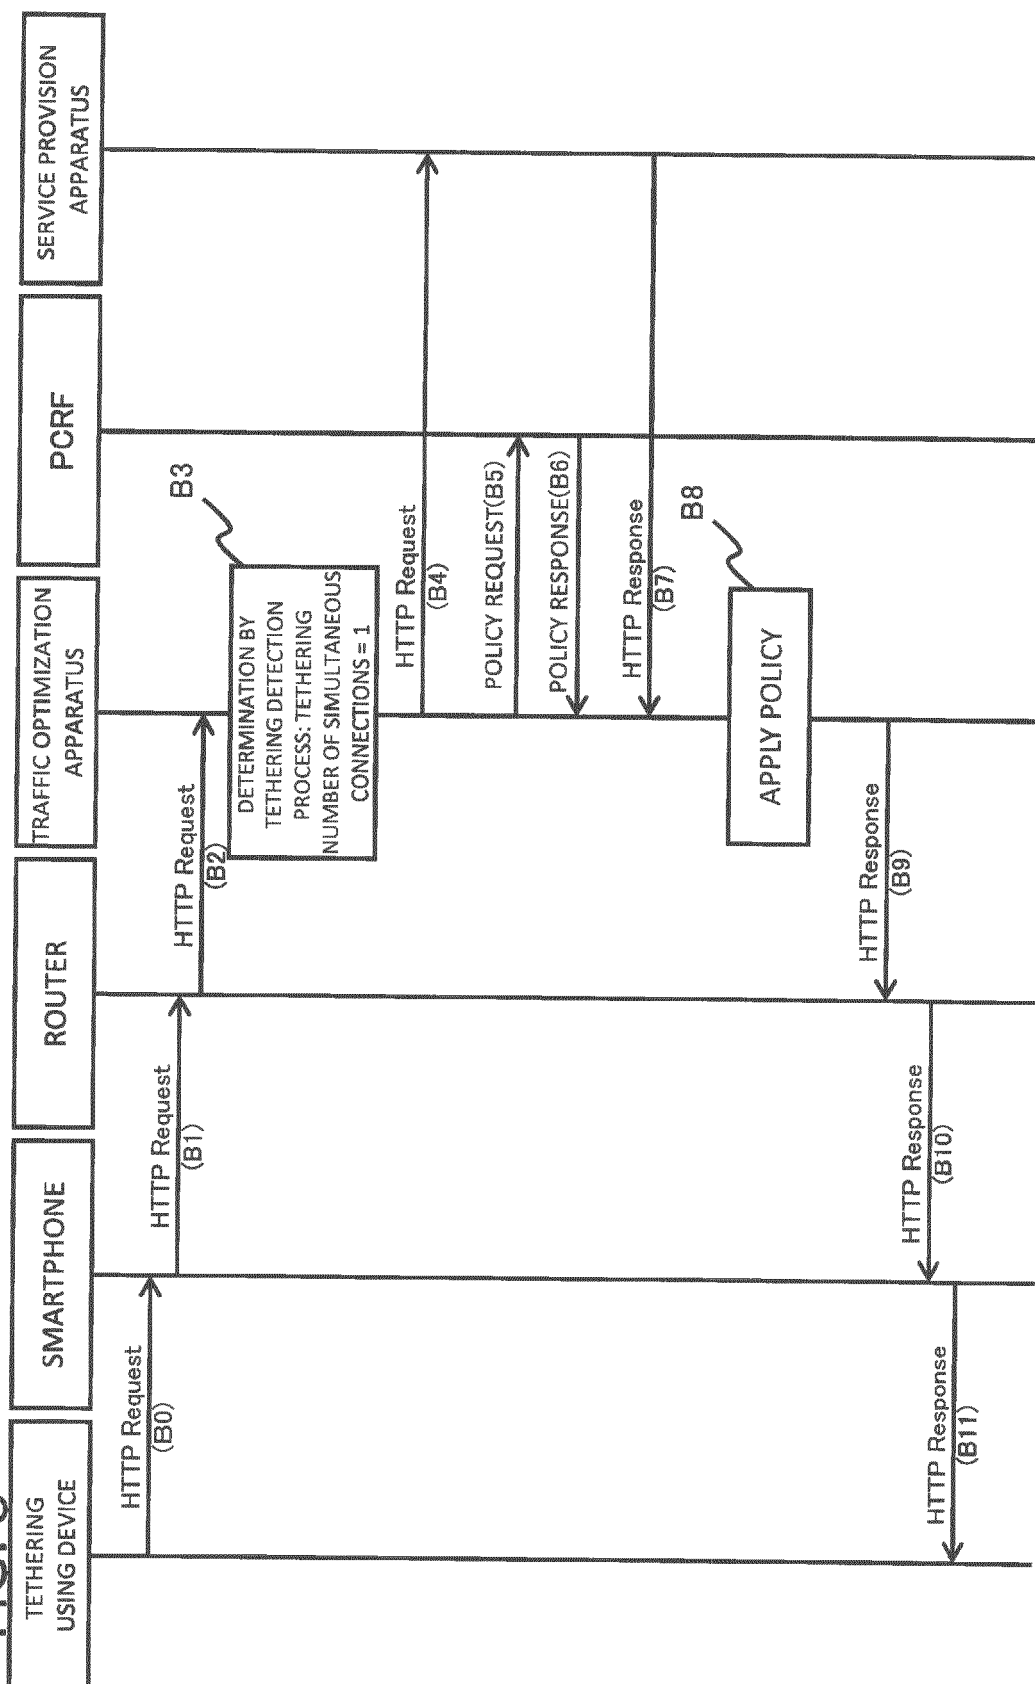 TETHERING
USING DEVICE
SMARTPHONE
ROUTER
TRAFFIC OPTIMIZATION
APPARATUS
PCRF
SERVICE PROVISION
APPARATUS
HTTP Request
(B0)
HTTP Request
(B1)
HTTP Request
(B2)
B3
DETERMINATION BY
TETHERING DETECTION
PROCESS: TETHERING
NUMBER OF SIMULTANEOUS
CONNECTIONS = 1
HTTP Request
(B4)
POLICY REQUEST(B5)
POLICY RESPONSE(B6)
HTTP Response
(B7)
B8
APPLY POLICY
HTTP Response
(B9)
HTTP Response
(B10)
HTTP Response
(B11)